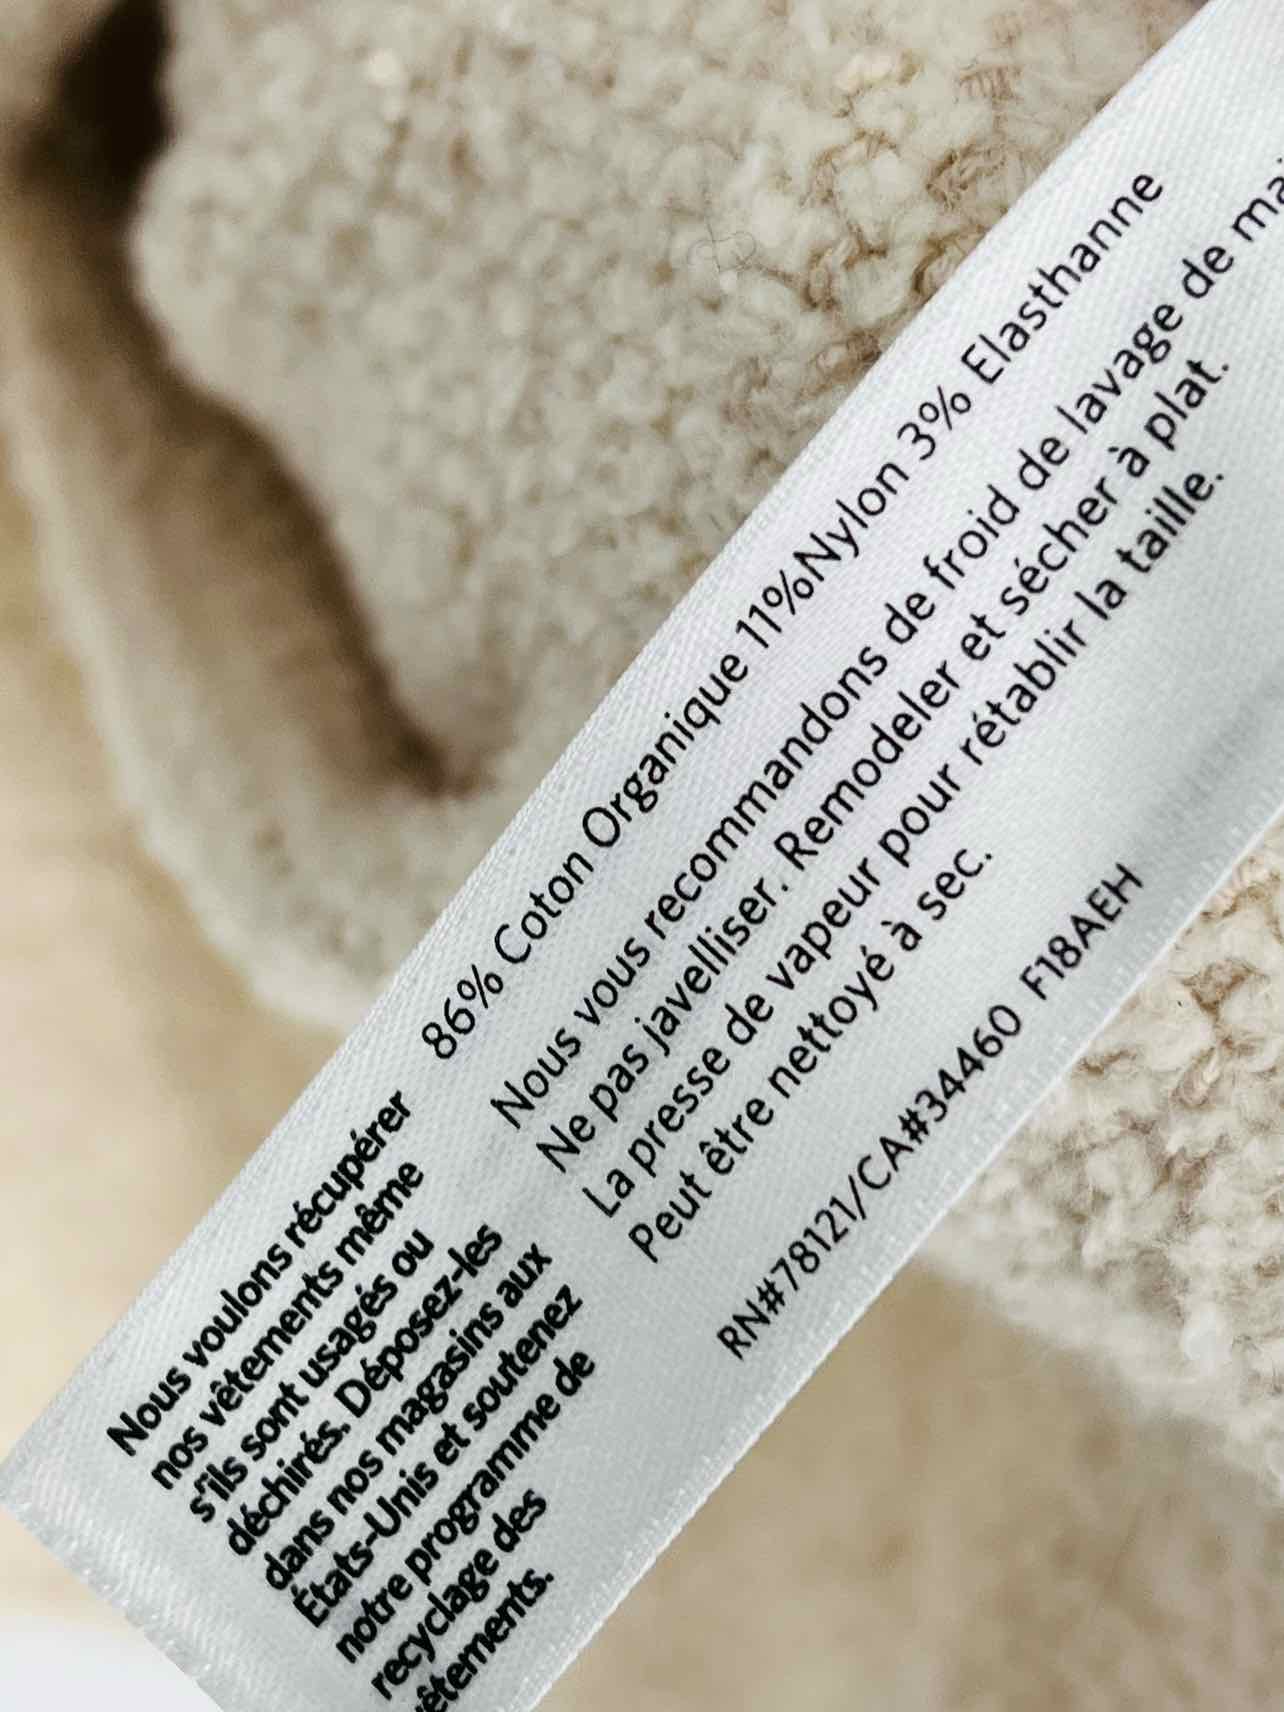 86% Coton Organique 11%Nylon 3% Elasthanne
Nous vous recommandons de froid de lavage de
Ne pas javelliser. Remodeler et sécher à plat.
La presse de vapeur pour rétablir la taille.
Peut être nettoyé à sec.
RN#78121/CA#34460 F18AEH
Nous voulons récupérer
nos vêtements même
s'ils sont usagés ou
déchirés. Déposez-les
dans nos magasins aux
États-Unis et soutenez
notre programme de
recyclage des
vêtements.